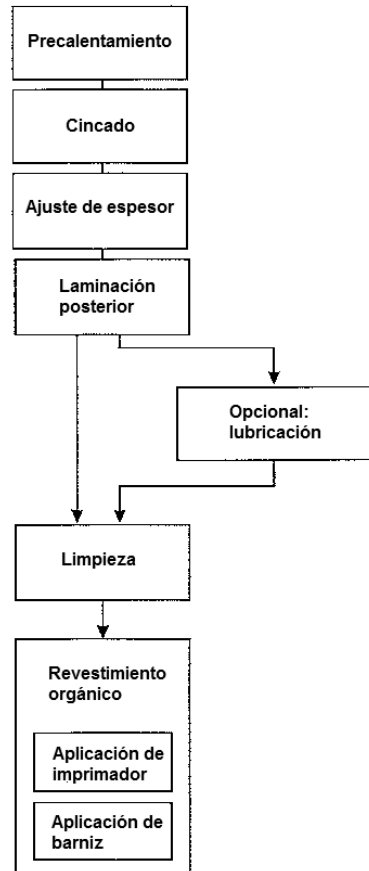 Precalentamiento
Cincado
Ajuste de espesor
Laminación
posterior
Opcional:
lubricación
Limpieza
Revestimiento
orgánico
Aplicación de
imprimador
Aplicación de
barniz